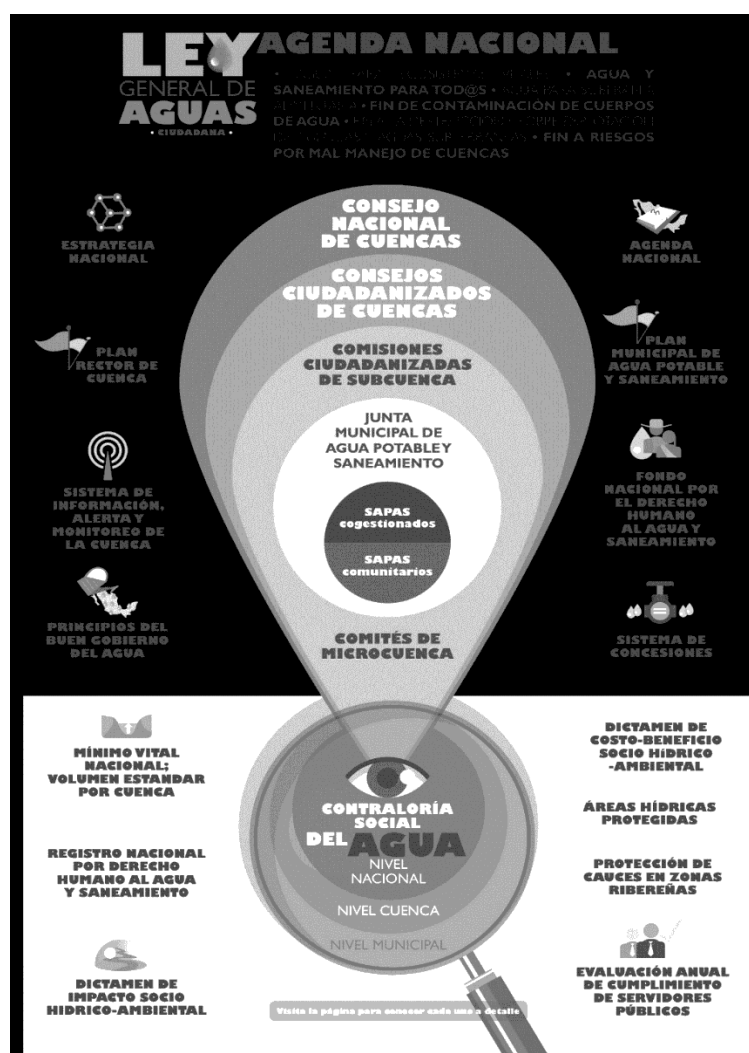 LEY
GENERAL DE
AGUAS
• CIUDADANA •
AGENDA NACIONAL
• AGUA Y
SANEAMIENTO PARA TOD@S •
• FIN DE CONTAMINACIÓN DE CUERPOS
DE AGUA •
• FIN A RIESGOS
POR MAL MANEJO DE CUENCAS
CONSEJO
NACIONAL
DE CUENCAS
CONSEJOS
CIUDADANIZADOS
DE CUENCAS
COMISIONES
CIUDADANIZADAS
DE SUBCUENCA
JUNTA
MUNICIPAL DE
AGUA POTABLE Y
SANEAMIENTO
SAPAS
cogestionados
SAPAS
comunitarios
COMITÉS DE
MICROCUENCA
ESTRATEGIA
NACIONAL
PLAN
RECTOR DE
CUENCA
SISTEMA DE
INFORMACIÓN,
ALERTA Y
MONITOREO DE
LA CUENCA
PRINCIPIOS DEL
BUEN GOBIERNO
DEL AGUA
AGENDA
NACIONAL
PLAN
MUNICIPAL DE
AGUA POTABLE
Y SANEAMIENTO
FONDO
NACIONAL POR
EL DERECHO
HUMANO
AL AGUA Y
SANEAMIENTO
SISTEMA DE
CONCESIONES
MÍNIMO VITAL
NACIONAL;
VOLUMEN ESTANDAR
POR CUENCA
REGISTRO NACIONAL
POR DERECHO
HUMANO AL AGUA
Y SANEAMIENTO
DICTAMEN DE
IMPACTO SOCIO
HIDRICO-AMBIENTAL
CONTRALORÍA
SOCIAL
DEL AGUA
NIVEL
NACIONAL
NIVEL CUENCA
NIVEL MUNICIPAL
DICTAMEN DE
COSTO-BENEFICIO
SOCIO HíDRICO
-AMBIENTAL
ÁREAS HÍDRICAS
PROTEGIDAS
PROTECCIÓN DE
CAUCES EN ZONAS
RIBEREÑAS
EVALUACIÓN ANUAL
DE CUMPLIMIENTO
DE SERVIDORES
PÚBLICOS
Visita la página para conocer cada una a detalle